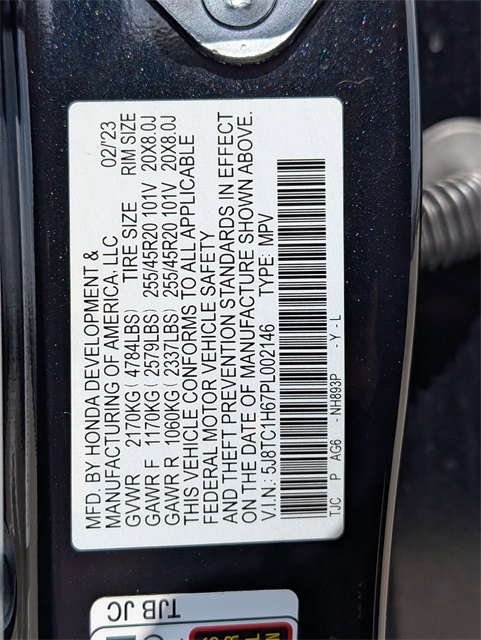 MFD. BY HONDA DEVELOPMENT &
MANUFACTURING OF AMERICA, LLC 02/'23
GVWR 2170KG ( 4784LBS) TIRE SIZE RIM SIZE
GAWR F 1170KG ( 2579LBS) 255/45R20 101V 20X8.0J
GAWR R 1060KG ( 2337LBS) 255/45R20 101V 20X8.0J
THIS VEHICLE CONFORMS TO ALL APPLICABLE
FEDERAL MOTOR VEHICLE SAFETY
AND THEFT PREVENTION STANDARDS IN EFFECT
ON THE DATE OF MANUFACTURE SHOWN ABOVE.
V.I.N.: 5J8TC1H67PL002146 TYPE: MPV
TJC P AG6 - NH893P - Y - L
TJB JC